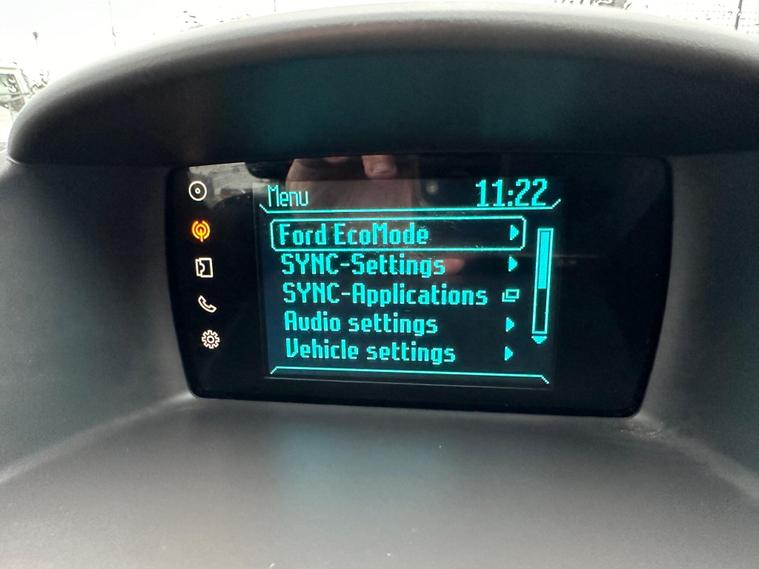 Menu 11:22
Ford EcoMode
SYNC-Settings
SYNC-Applications
Audio settings
Vehicle settings